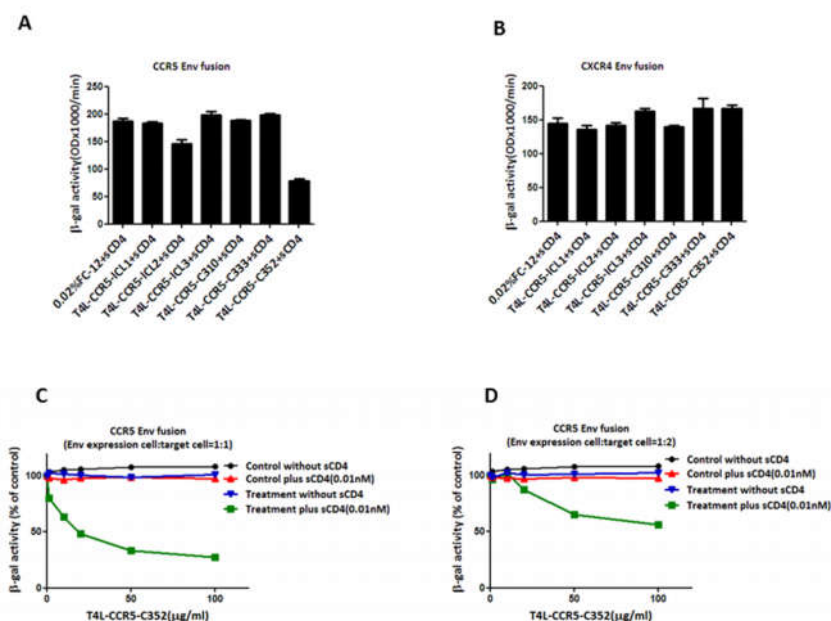 A
CCR5 Env fusion
β-gal activity(ODx1000/min)
200
150
100
50
0
0.02%FC-12+sCD4
T4L-CCR5-ICL1+sCD4
T4L-CCR5-ICL2+sCD4
T4L-CCR5-ICL3+sCD4
T4L-CCR5-C310+sCD4
T4L-CCR5-C333+sCD4
T4L-CCR5-C352+sCD4
B
CXCR4 Env fusion
β-gal activity(ODx1000/min)
200
150
100
50
0
0.02%FC-12+sCD4
T4L-CCR5-ICL1+sCD4
T4L-CCR5-ICL2+sCD4
T4L-CCR5-ICL3+sCD4
T4L-CCR5-C310+sCD4
T4L-CCR5-C333+sCD4
T4L-CCR5-C352+sCD4
C
CCR5 Env fusion
(Env expression cell:target cell=1:1)
β-gal activity (% of control)
100
50
0
0
50
100
T4L-CCR5-C352(μg/ml)
Control without sCD4
Control plus sCD4(0.01nM)
Treatment without sCD4
Treatment plus sCD4(0.01nM)
D
CCR5 Env fusion
(Env expression cell:target cell=1:2)
β-gal activity (% of control)
100
50
0
0
50
100
T4L-CCR5-C352(μg/ml)
Control without sCD4
Control plus sCD4(0.01nM)
Treatment without sCD4
Treatment plus sCD4(0.01nM)